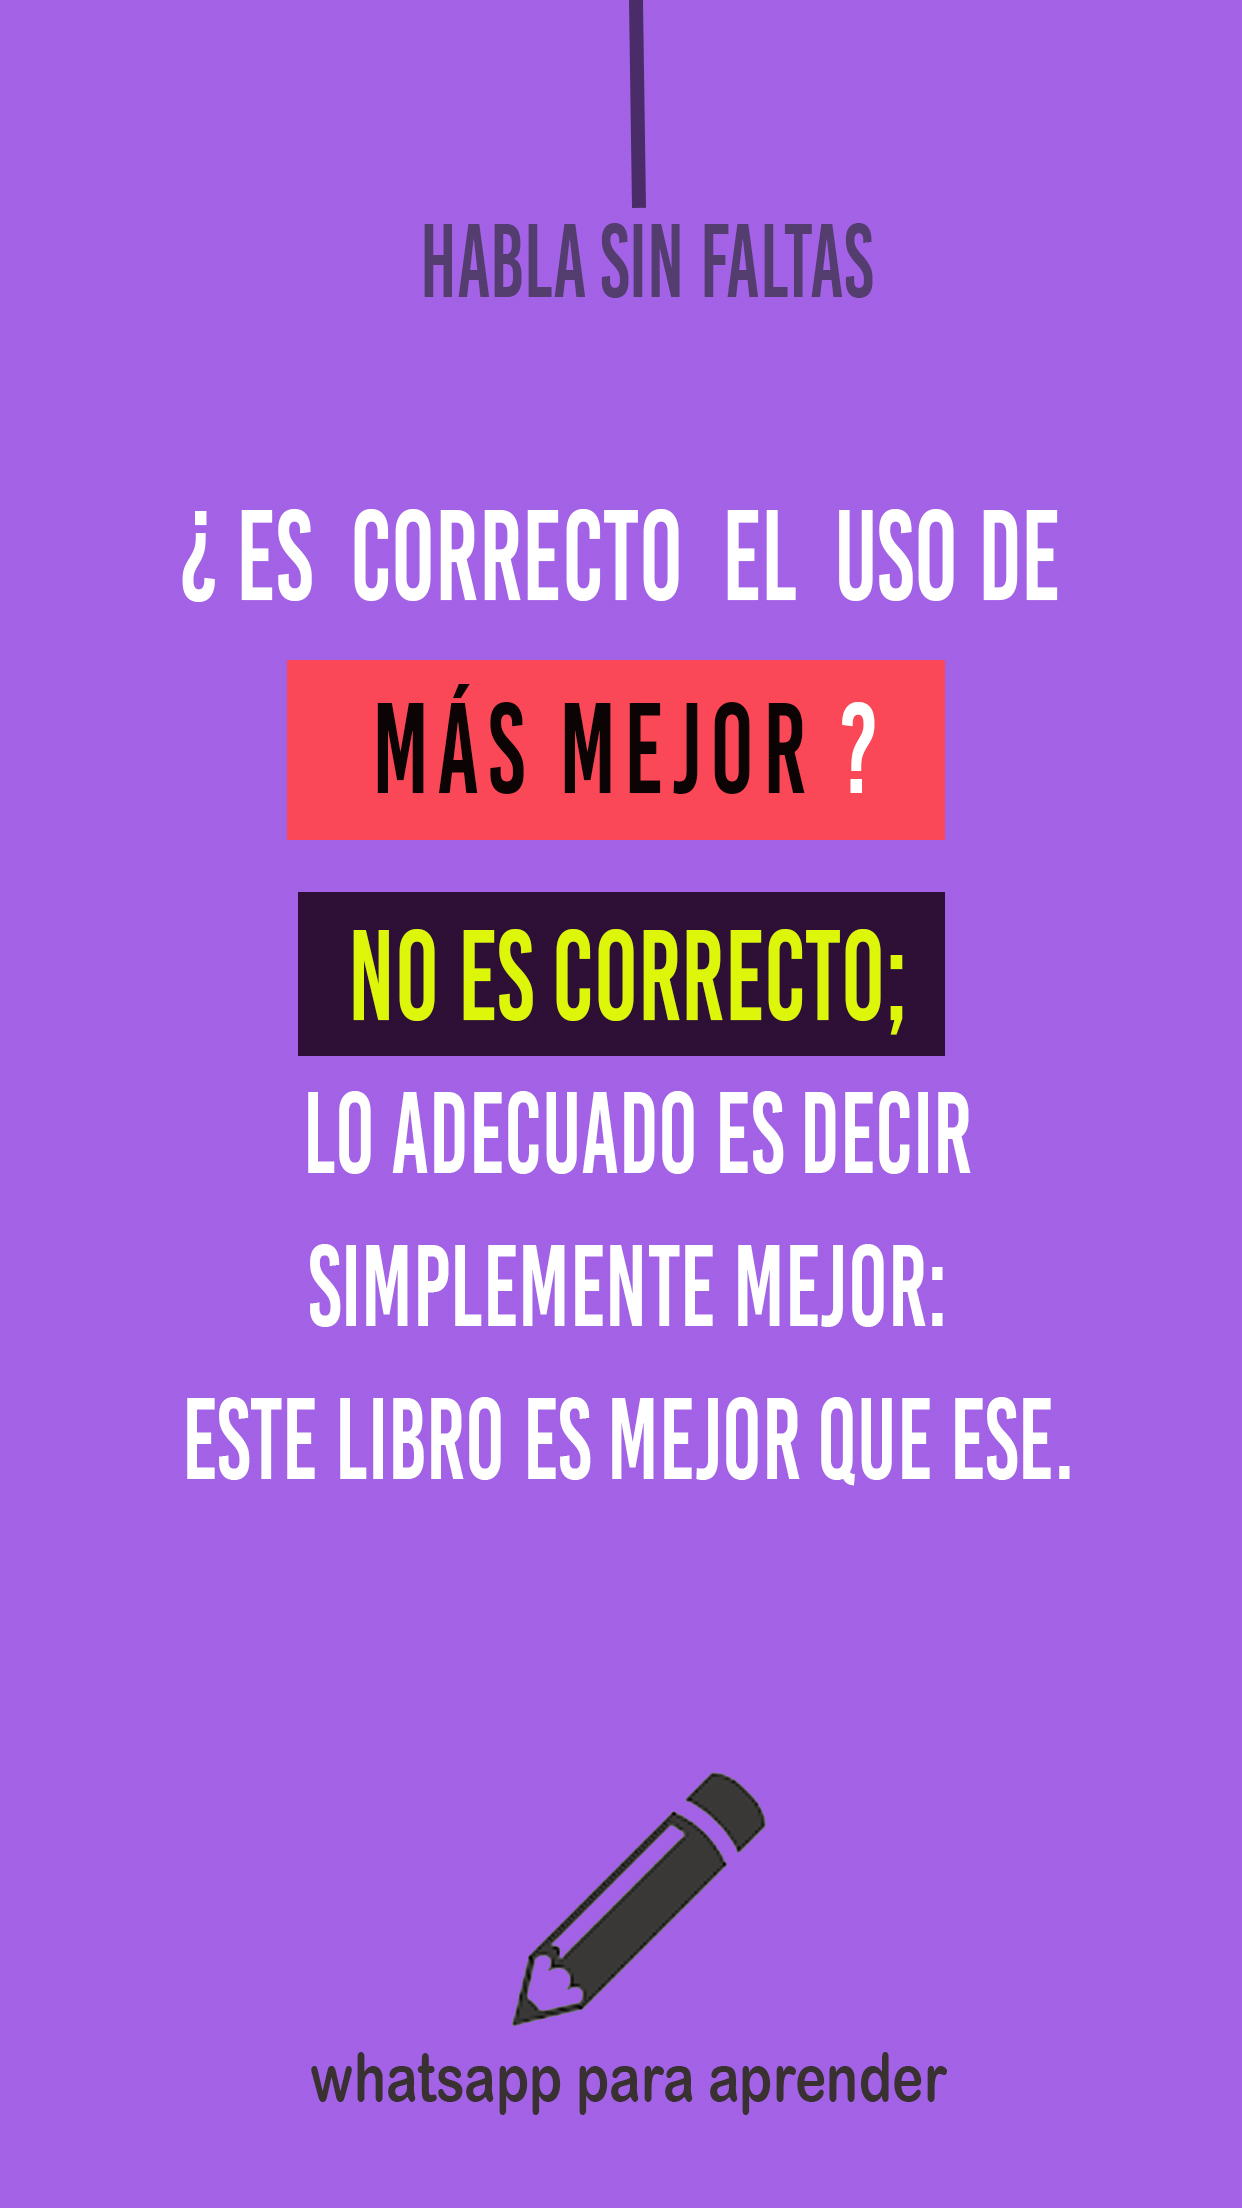 HABLA SIN FALTAS
¿ ES CORRECTO EL USO DE
MÁS MEJOR ?
NO ES CORRECTO;
LO ADECUADO ES DECIR
SIMPLEMENTE MEJOR:
ESTE LIBRO ES MEJOR QUE ESE.
whatsapp para aprender